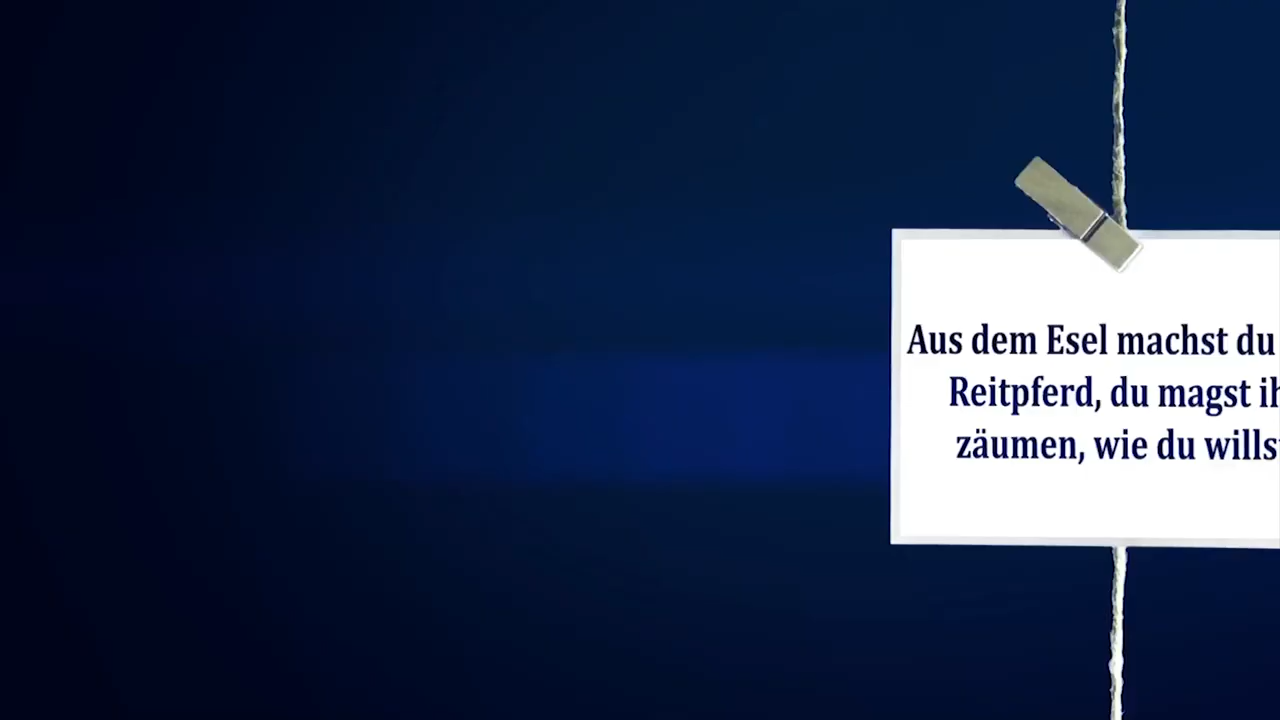 Aus dem Esel machst du
Reitpferd, du magst
zäumen, wie du